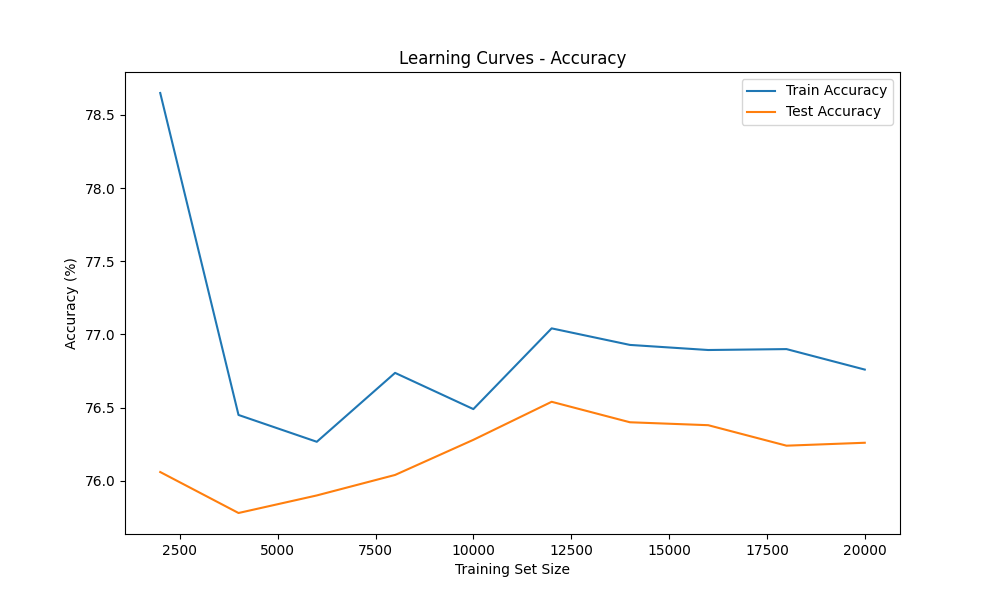 Learning Curves - Accuracy
Train Accuracy
Test Accuracy
Accuracy (%)
78.5
78.0
77.5
77.0
76.5
76.0
2500
5000
7500
10000
12500
15000
17500
20000
Training Set Size